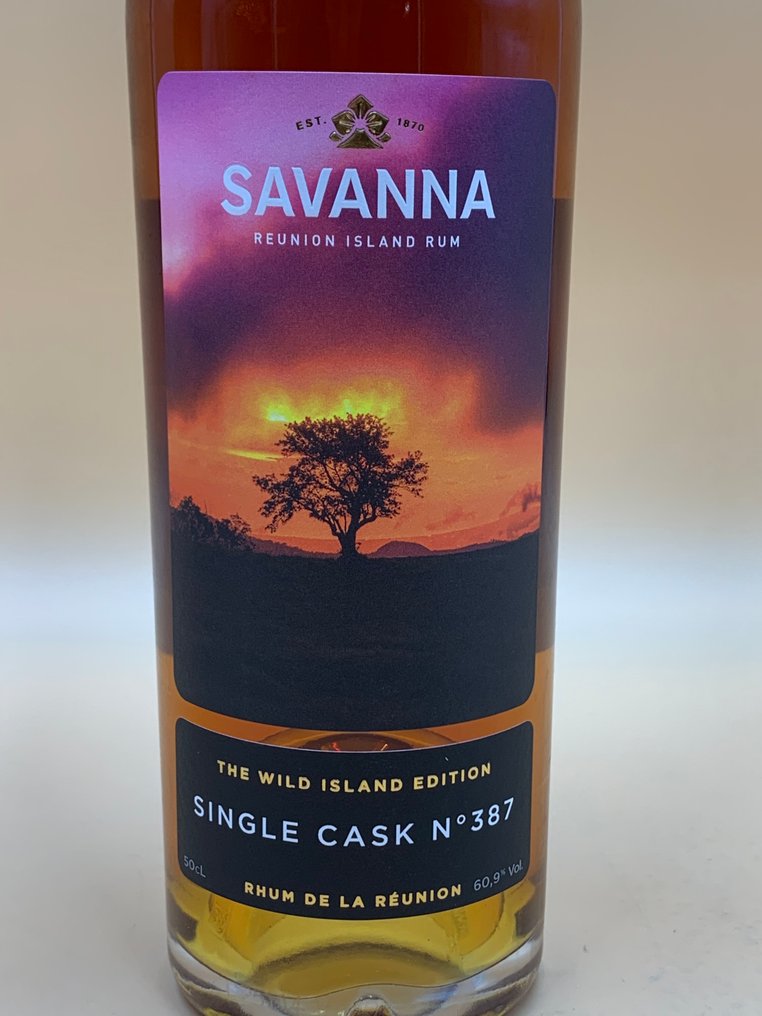 EST. 1870
SAVANNA
REUNION ISLAND RUM
THE WILD ISLAND EDITION
SINGLE CASK N°387
50cL
RHUM DE LA RÉUNION
60,9% Vol.